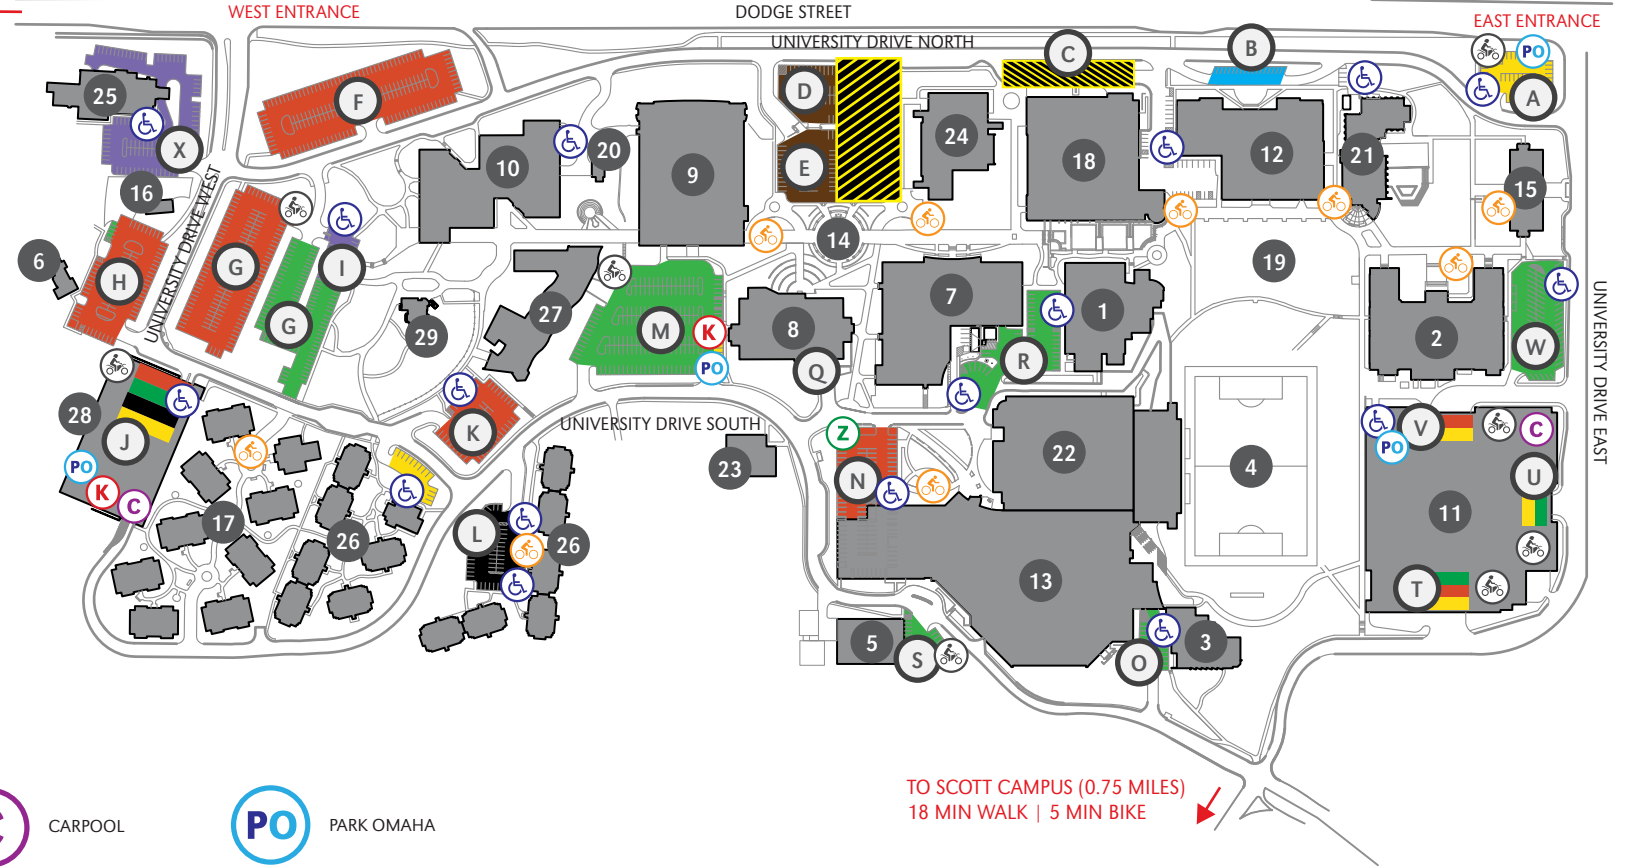 WEST ENTRANCE
DODGE STREET
EAST ENTRANCE
UNIVERSITY DRIVE NORTH
C
B
PO
A
D
F
25
X
E
24
18
12
21
10
20
9
15
16
UNIVERSITY DRIVE WEST
6
H
G
I
14
19
G
27
29
M
K
PO
8
Q
7
R
1
2
W
UNIVERSITY DRIVE EAST
28
J
PO
K
C
K
UNIVERSITY DRIVE SOUTH
23
Z
N
22
4
V
PO
C
U
11
17
26
L
26
13
T
5
S
O
3
TO SCOTT CAMPUS (0.75 MILES)
18 MIN WALK | 5 MIN BIKE
C
CARPOOL
PO
PARK OMAHA